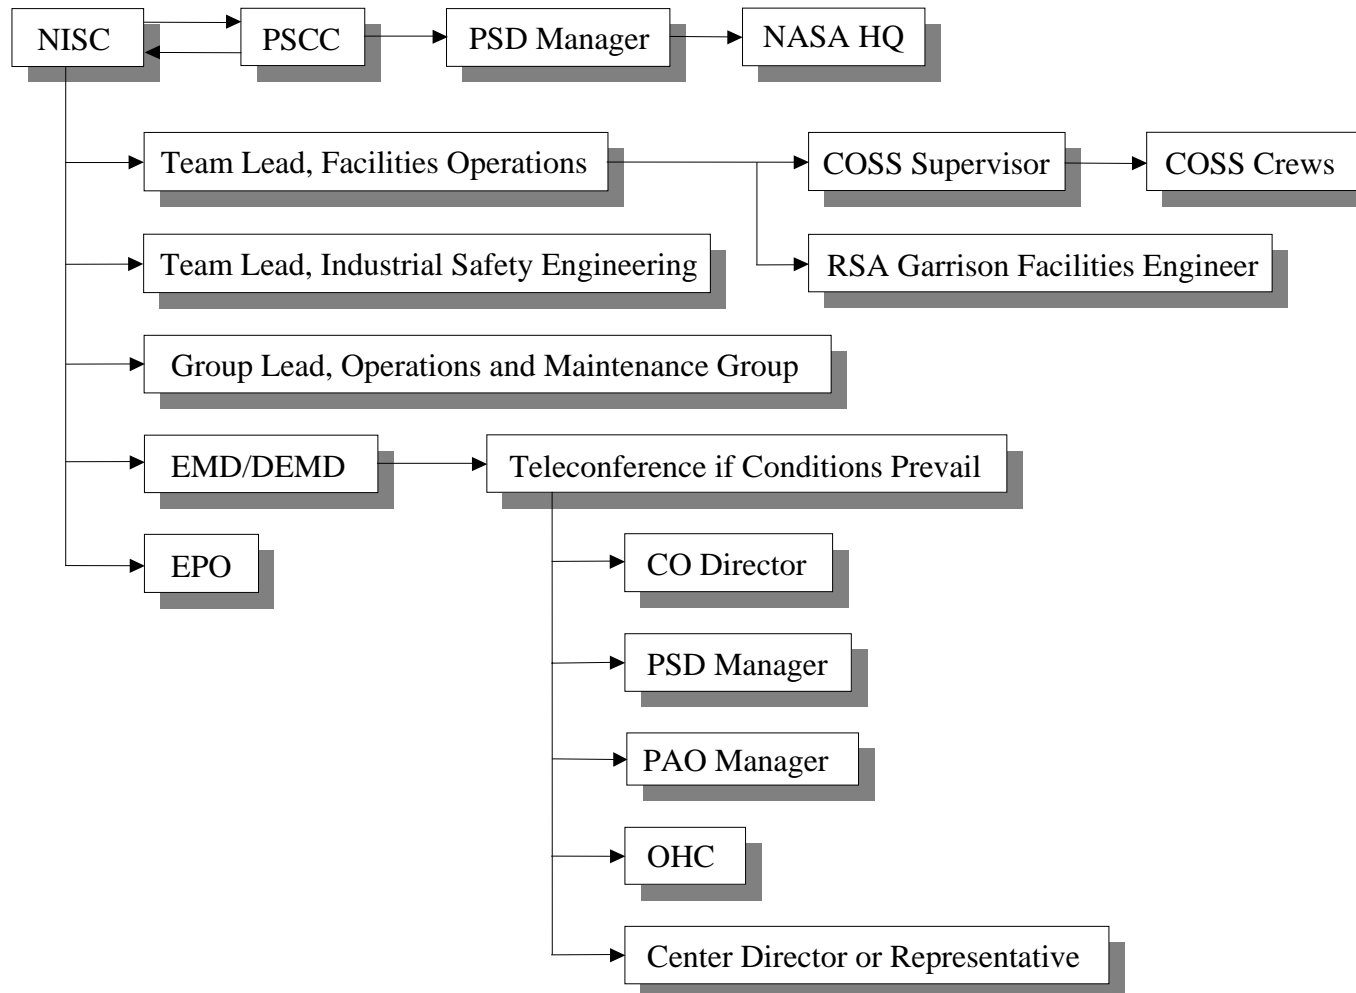 NISC
PSCC
PSD Manager
NASA HQ
Team Lead, Facilities Operations
COSS Supervisor
COSS Crews
Team Lead, Industrial Safety Engineering
RSA Garrison Facilities Engineer
Group Lead, Operations and Maintenance Group
EMD/DEMD
Teleconference if Conditions Prevail
EPO
CO Director
PSD Manager
PAO Manager
OHC
Center Director or Representative